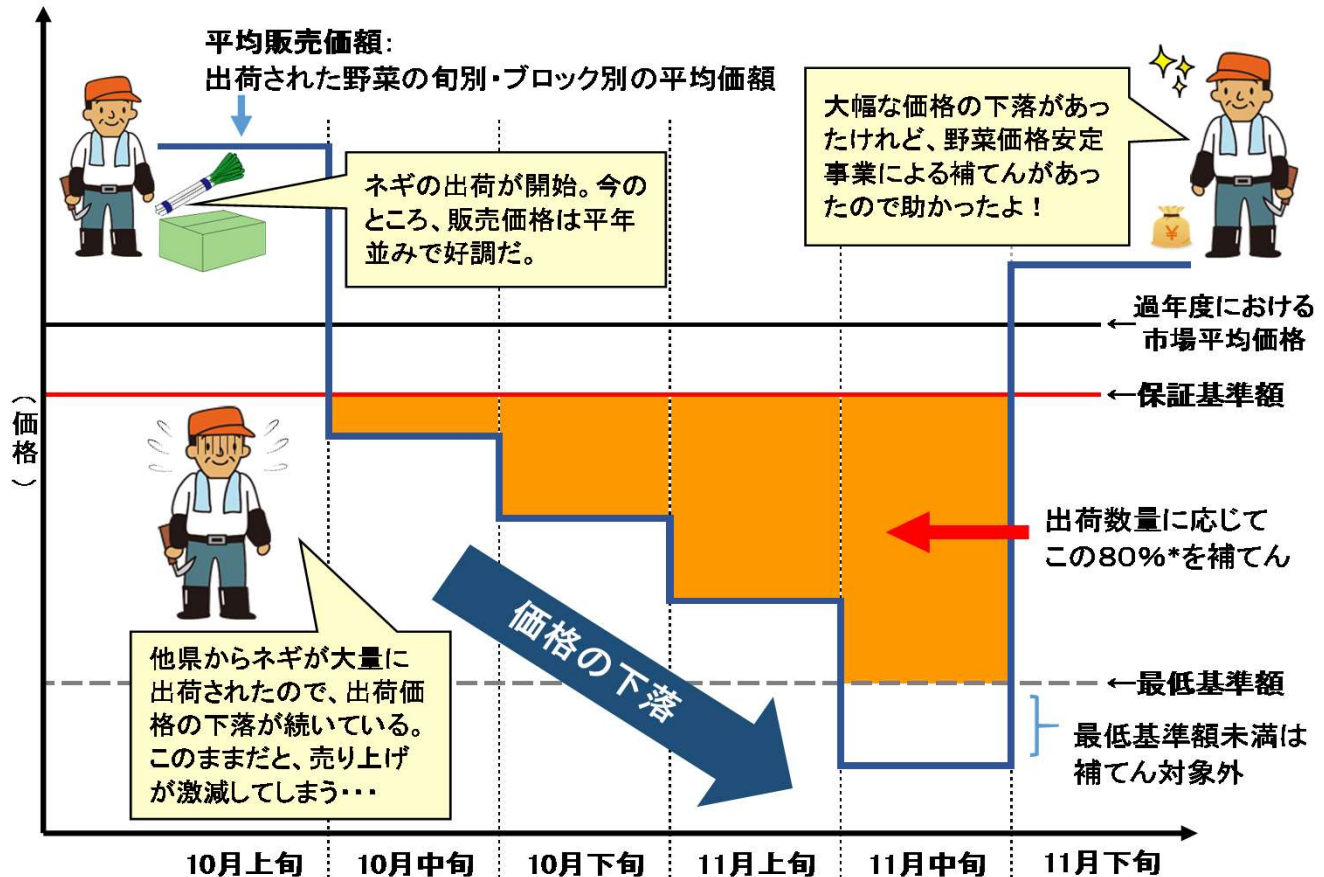 平均販売価額:
出荷された野菜の旬別・ブロック別の平均価額
ネギの出荷が開始。今の
ところ、販売価格は平年
並みで好調だ。
大幅な価格の下落があっ
たけれど、野菜価格安定
事業による補てんがあっ
たので助かったよ!
¥
←過年度における
市場平均価格
←保証基準額
(価格)
出荷数量に応じて
この80%*を補てん
価格の下落
他県からネギが大量に
出荷されたので、出荷価
格の下落が続いている。
このままだと、売り上げ
が激減してしまう・・・
←最低基準額
最低基準額未満は
補てん対象外
10月上旬 10月中旬 10月下旬 11月上旬 11月中旬 11月下旬